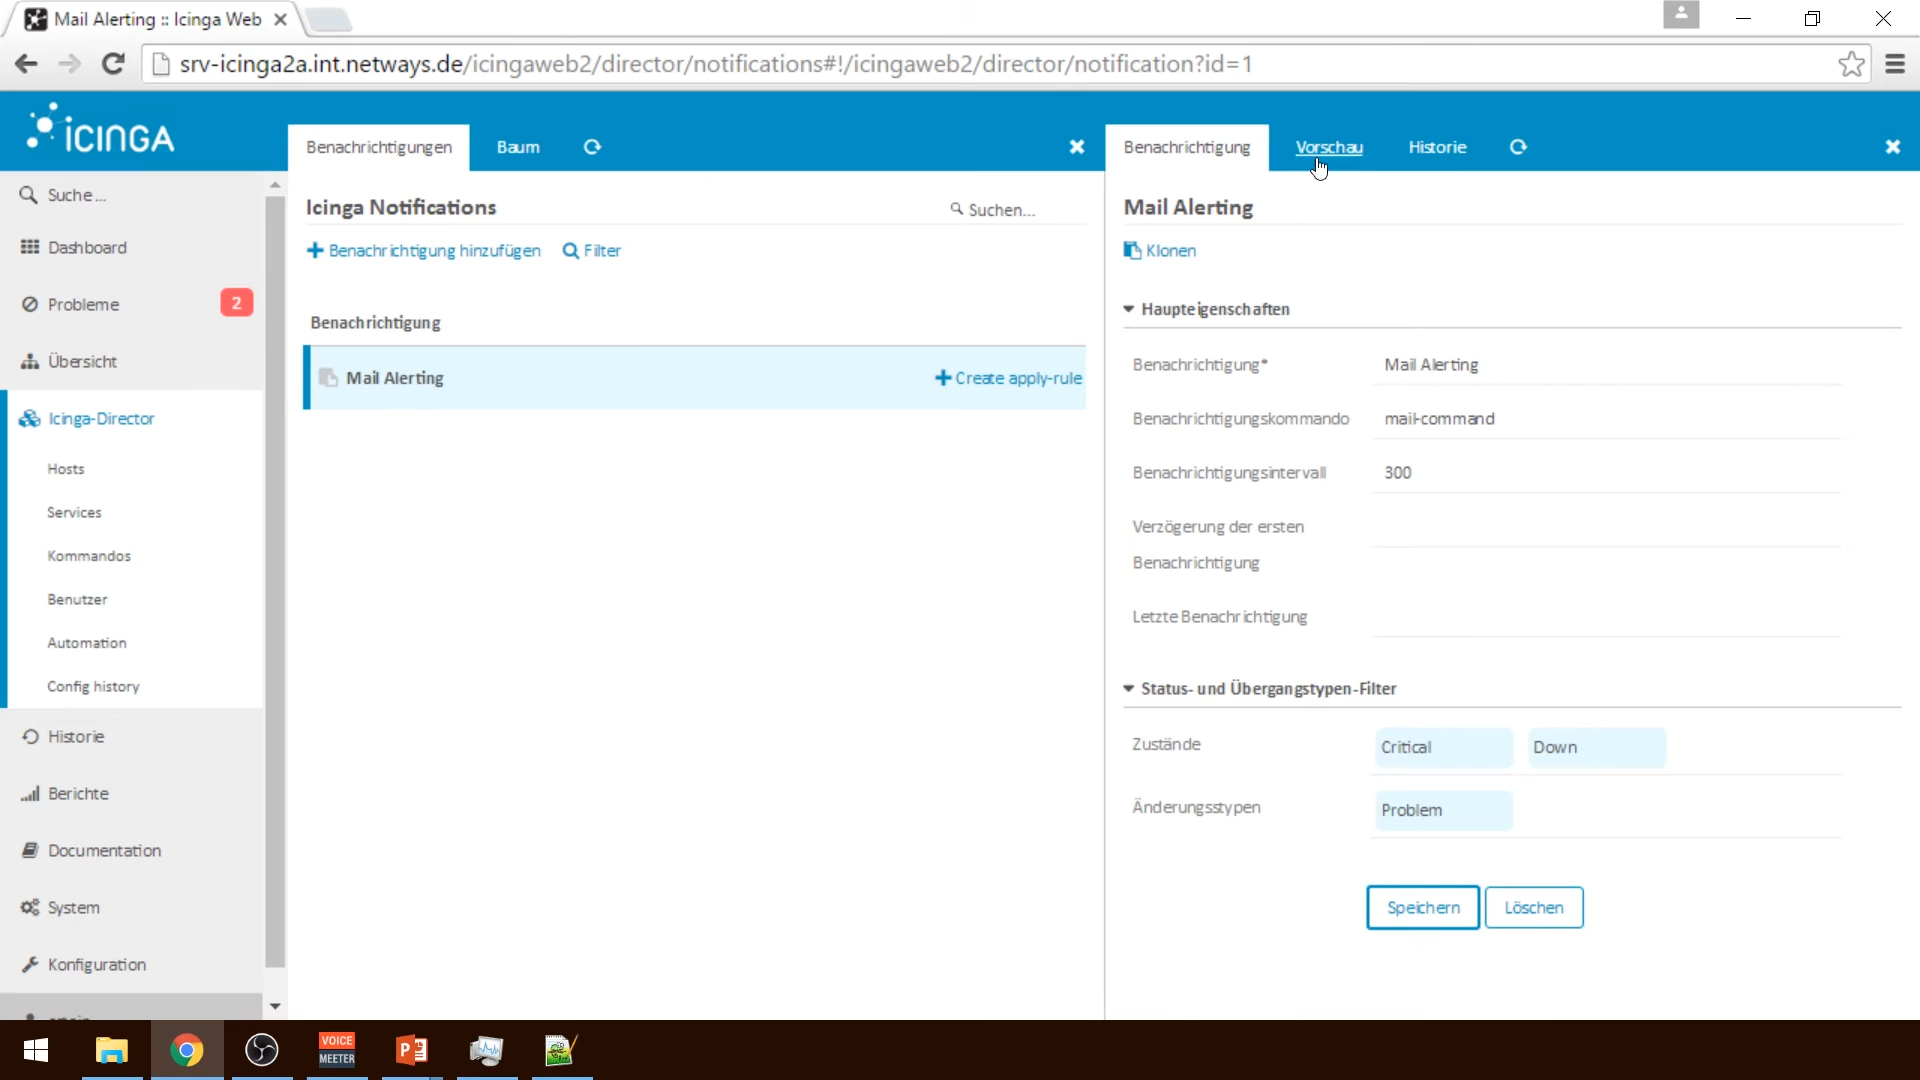 Mail Alerting :: Icinga Web
srv-icinga2a.int.netways.de/icingaweb2/director/notifications#!/icingaweb2/director/notification?id=1
ICINGA
Benachrichtigungen
Baum
Benachrichtigung
Vorschau
Historie
Suche ...
Dashboard
Probleme
2
Übersicht
Icinga-Director
Hosts
Services
Kommandos
Benutzer
Automation
Config history
Historie
Berichte
Documentation
System
Konfiguration
Icinga Notifications
Suchen...
Benachrichtigung hinzufügen
Filter
Benachrichtigung
Mail Alerting
Create apply-rule
Mail Alerting
Klonen
Haupteigenschaften
Benachrichtigung* Mail Alerting
Benachrichtigungskommando mail-command
Benachrichtigungsintervall 300
Verzögerung der ersten
Benachrichtigung
Letzte Benachrichtigung
Status- und Übergangstypen-Filter
Zustände Critical Down
Änderungsstypen Problem
Speichern Löschen
VOICE
MEETER
P